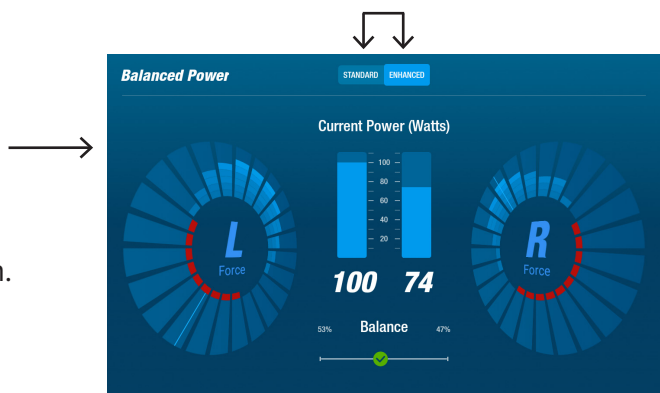 Balanced Power
STANDARD ENHANCED
Current Power (Watts)
100
80
60
40
20
L
Force
R
Force
100 74
53% Balance 47%